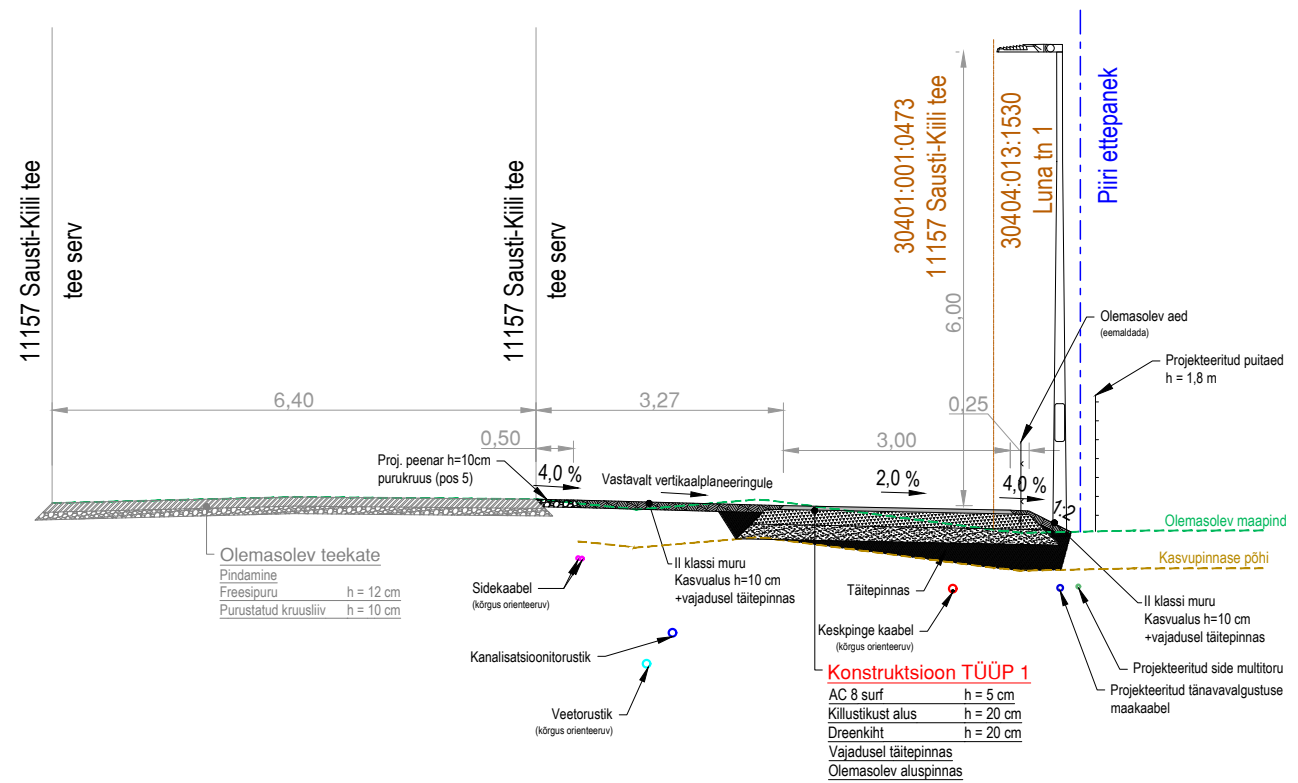 11157 Sausti-Kiili tee
tee serv
11157 Sausti-Kiili tee
tee serv
30401:001:0473
11157 Sausti-Kiili tee
30404:013:1530
Luna tn 1
Piiri ettepanek
6,00
Olemasolev aed
(eemaldada)
Projekteeritud puitaed
h = 1,8 m
6,40
3,27
0,25
0,50
3,00
Proj. peenar h=10cm
purukruus (pos 5)
4,0 %
Vastavalt vertikaalplaneeringule
2,0 %
4,0 %
1:2
Olemasolev maapind
Kasvupinnase põhi
Olemasolev teekate
Pindamine
Freesipuru h = 12 cm
Purustatud kruusliiv h = 10 cm
Sidekaabel
(kõrgus orienteeruv)
II klassi muru
Kasvualus h=10 cm
+vajadusel täitepinnas
Täitepinnas
Keskpinge kaabel
(kõrgus orienteeruv)
II klassi muru
Kasvualus h=10 cm
+vajadusel täitepinnas
Kanalisatsioonitorustik
Veetorustik
(kõrgus orienteeruv)
Projekteeritud side multitoru
Projekteeritud tänavavalgustuse
maakaabel
Konstruktsioon TÜÜP 1
AC 8 surf h = 5 cm
Killustikust alus h = 20 cm
Dreenkiht h = 20 cm
Vajadusel täitepinnas
Olemasolev aluspinnas